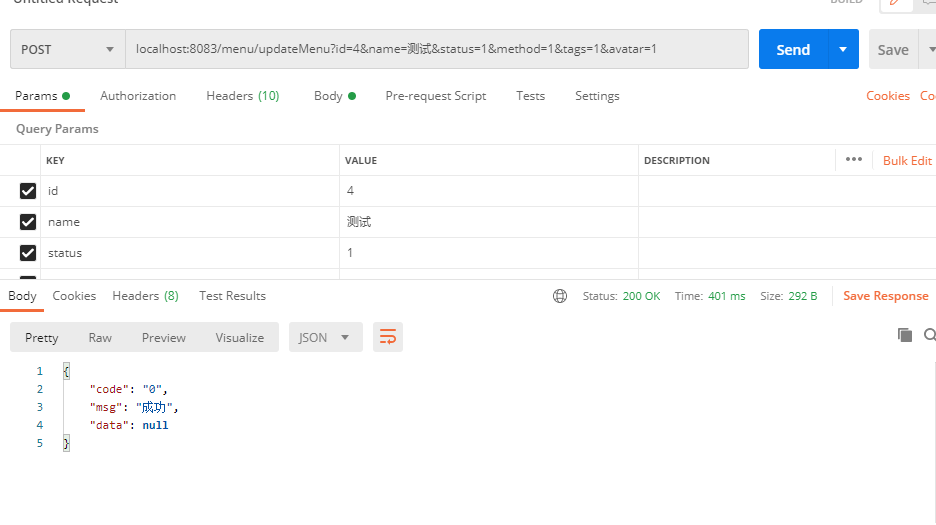 Untitled Request
BUILD
POST
localhost:8083/menu/updateMenu?id=4&name=测试&status=1&method=1&tags=1&avatar=1
Send
Save
Params
Authorization
Headers (10)
Body
Pre-request Script
Tests
Settings
Cookies
Co
Query Params
KEY VALUE DESCRIPTION ••• Bulk Edit
id 4
name 测试
status 1
Body Cookies Headers (8) Test Results Status: 200 OK Time: 401 ms Size: 292 B Save Response
Pretty Raw Preview Visualize JSON
1 {
2 "code": "0",
3 "msg": "成功",
4 "data": null
5 }